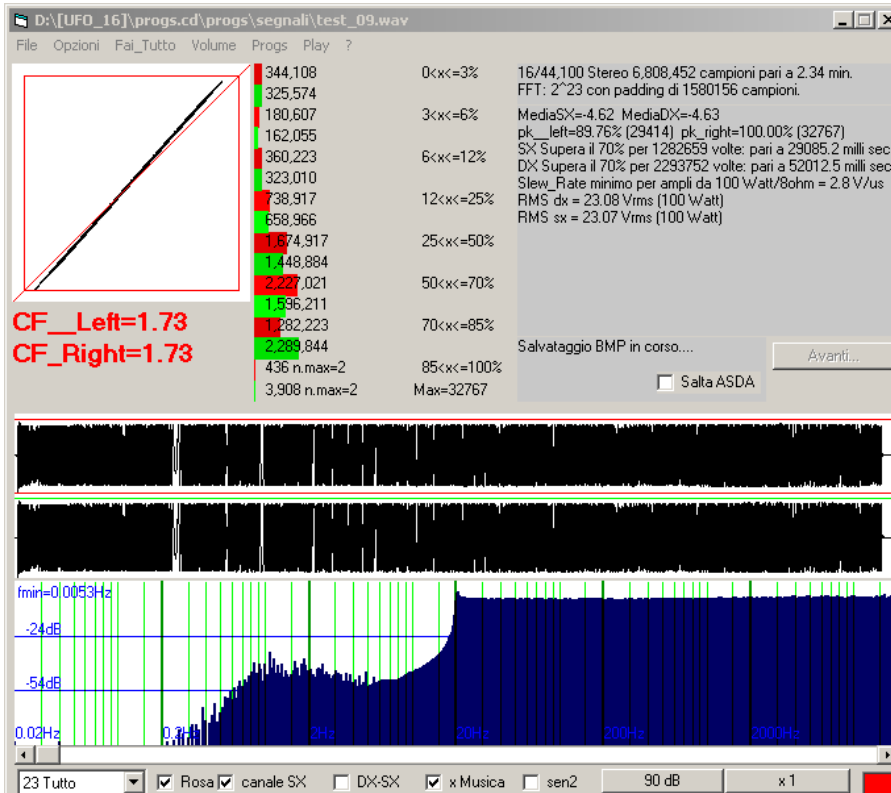 D:\[UFO_16]\progs.cd\progs\segnali\test_09.wav
File Opzioni Fai_Tutto Volume Progs Play ?
344,108 0<x<=3%
325,574
180,607 3<x<=6%
162,055
360,223 6<x<=12%
323,010
738,917 12<x<=25%
658,966
1,674,917 25<x<=50%
1,448,884
2,227,021 50<x<=70%
1,596,211
1,282,223 70<x<=85%
2,289,844
436 n.max=2 85<x<=100%
3,908 n.max=2 Max=32767
CF__Left=1.73
CF_Right=1.73
16/44,100 Stereo 6,808,452 campioni pari a 2.34 min.
FFT: 2^23 con padding di 1580156 campioni.
MediaSX=-4.62 MediaDX=-4.63
pk__left=89.76% (29414) pk_right=100.00% (32767)
SX Supera il 70% per 1282659 volte: pari a 29085.2 milli sec
DX Supera il 70% per 2293752 volte: pari a 52012.5 milli sec
Slew_Rate minimo per ampli da 100 Watt/8ohm = 2.8 V/us
RMS dx = 23.08 Vrms (100 Watt)
RMS sx = 23.07 Vrms (100 Watt)
Salvataggio BMP in corso....
Avanti...
Salta ASDA
fmin=0.0053Hz
-24dB
-54dB
0.02Hz 0.2Hz 2Hz 20Hz 200Hz 2000Hz
23 Tutto Rosa canale SX DX-SX x Musica sen2 90 dB x 1